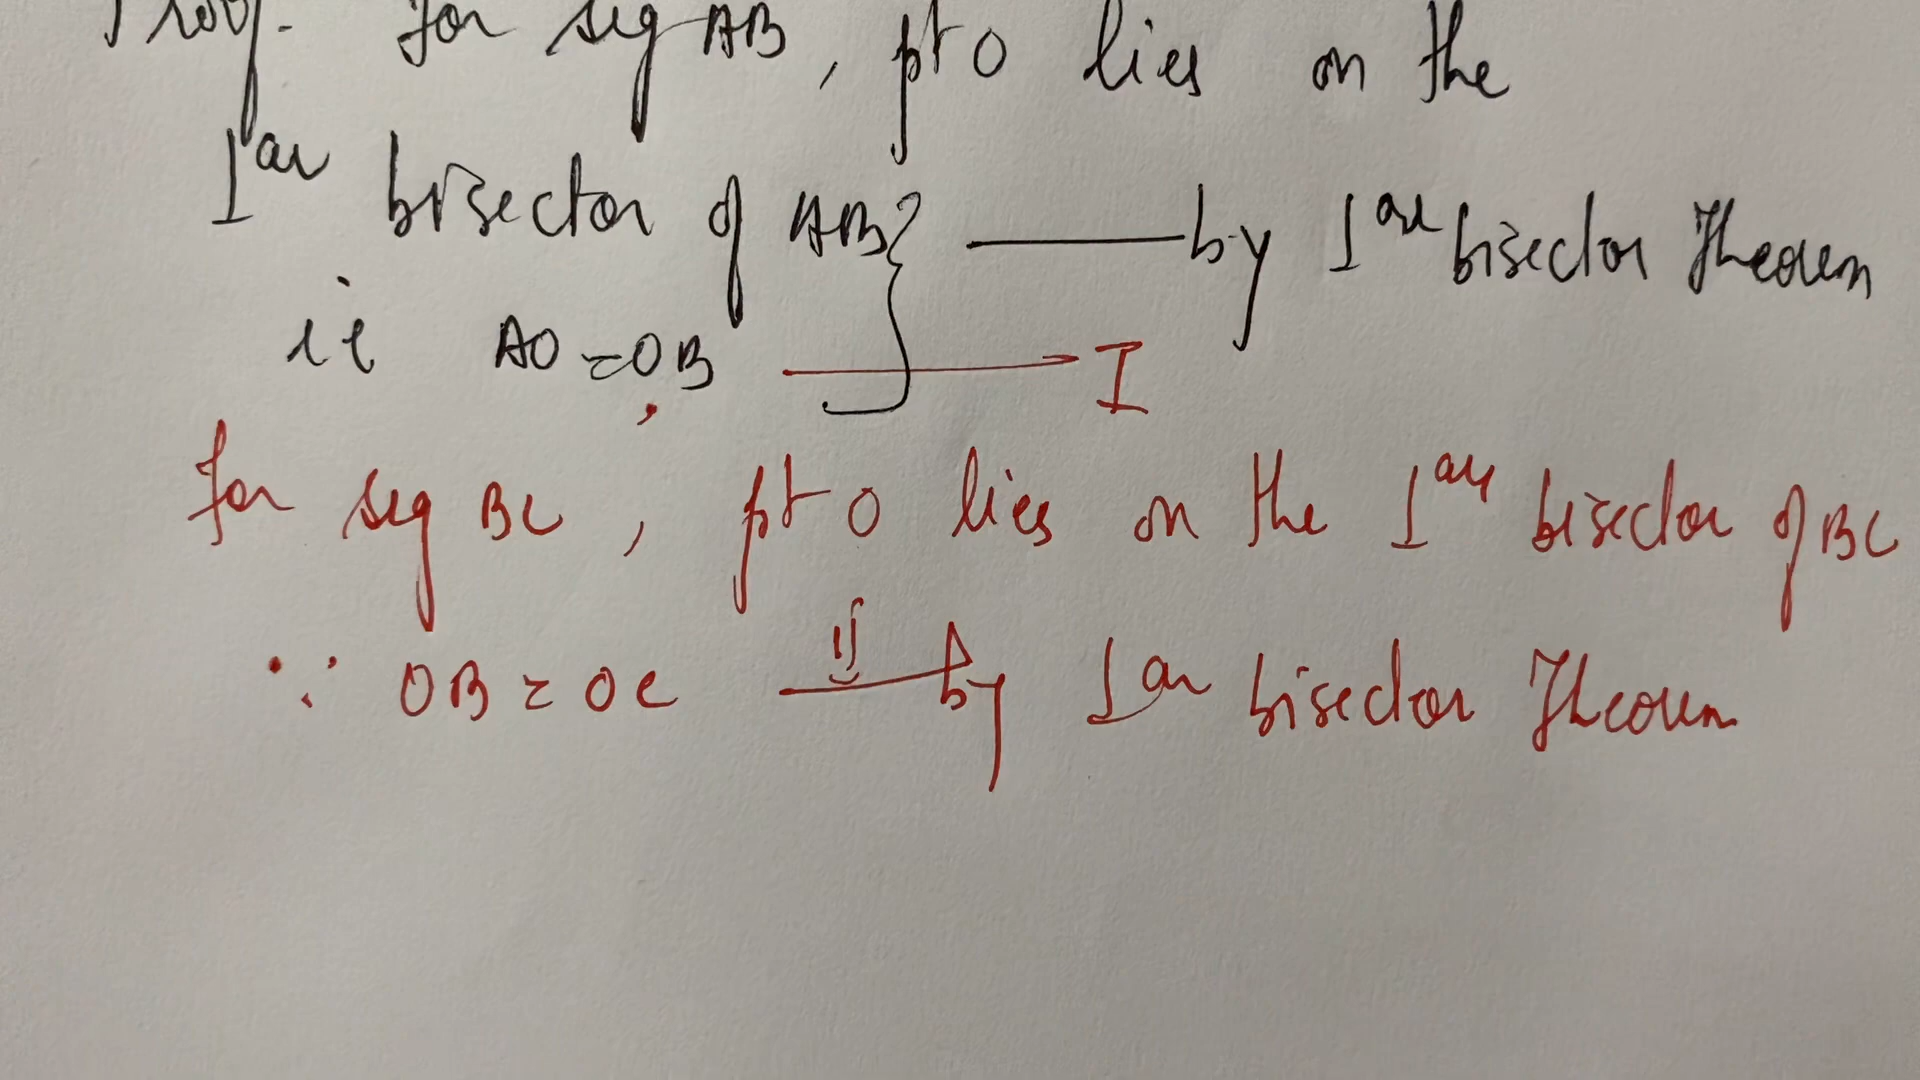 Proof. for seg AB, pt O lies on the
⊥ar bisector of AB } —— by ⊥ar bisector Theorem
ie AO = OB → I
for seg BC, pt O lies on the ⊥ar bisector of BC
∵ OB = OC II → by ⊥ar bisector Theorem